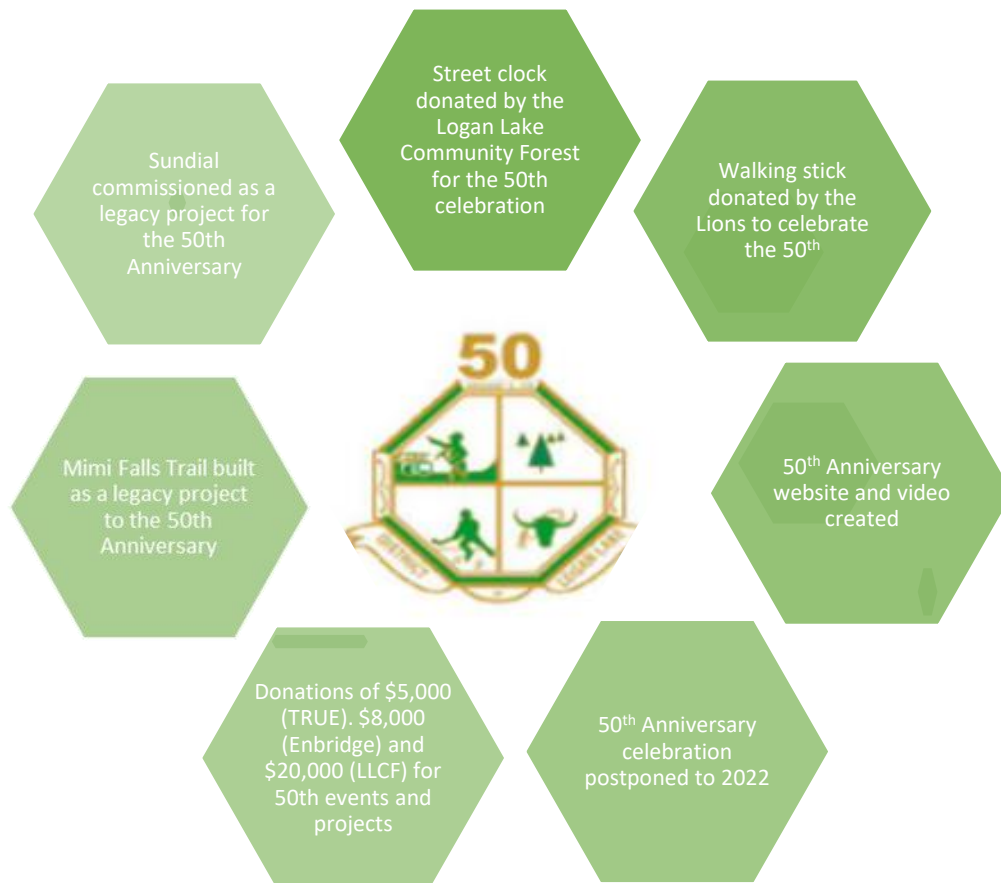 Street clock
donated by the
Logan Lake
Community Forest
for the 50th
celebration
Walking stick
donated by the
Lions to celebrate
the 50th
50th Anniversary
website and video
created
50th Anniversary
celebration
postponed to 2022
Donations of $5,000
(TRUE). $8,000
(Enbridge) and
$20,000 (LLCF) for
50th events and
projects
Mimi Falls Trail built
as a legacy project
to the 50th
Anniversary
Sundial
commissioned as a
legacy project for
the 50th
Anniversary
50
DISTRICT
LOGAN LAKE